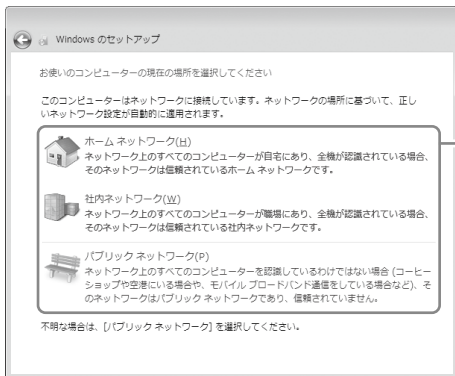 Windows のセットアップ
お使いのコンピューターの現在の場所を選択してください
このコンピューターはネットワークに接続しています。ネットワークの場所に基づいて、正し
いネットワーク設定が自動的に適用されます。
ホーム ネットワーク(H)
ネットワーク上のすべてのコンピューターが自宅にあり、全機が認識されている場合、
そのネットワークは信頼されているホーム ネットワークです。
社内ネットワーク(W)
ネットワーク上のすべてのコンピューターが職場にあり、全機が認識されている場合、
そのネットワークは信頼されている社内ネットワークです。
パブリック ネットワーク(P)
ネットワーク上のすべてのコンピューターを認識しているわけではない場合 (コーヒー
ショップや空港にいる場合や、モバイル ブロードバンド通信をしている場合など)、そ
のネットワークはパブリック ネットワークであり、信頼されていません。
不明な場合は、[パブリック ネットワーク] を選択してください。